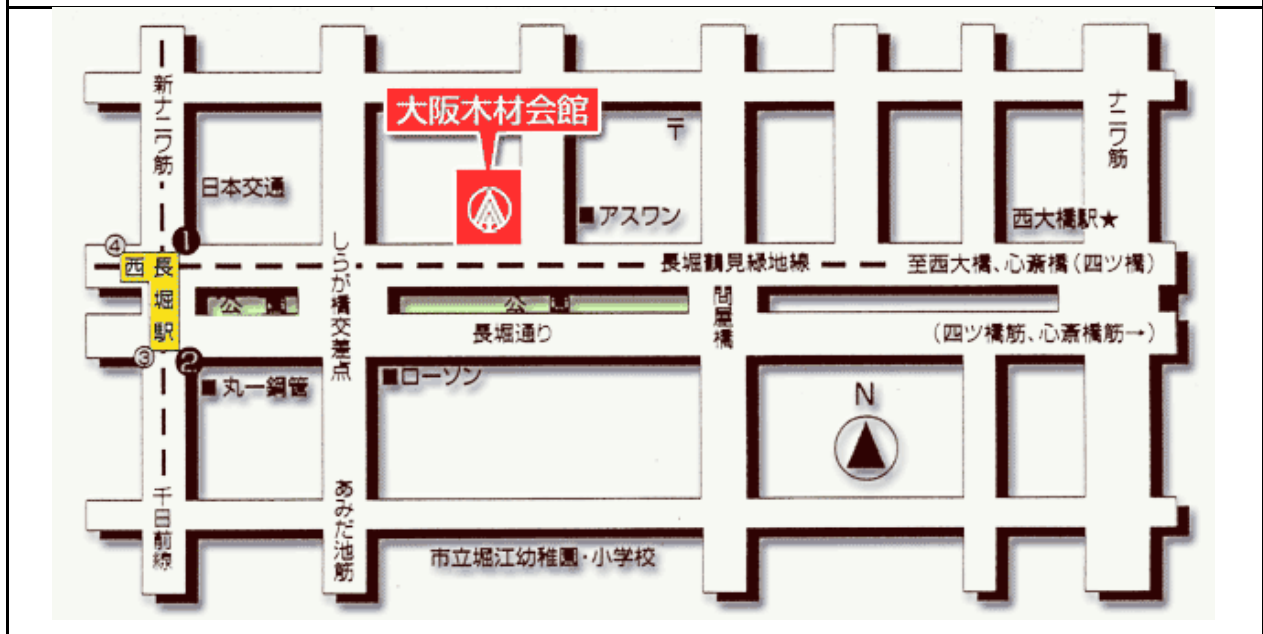 新ナニワ筋
大阪木材会館
〒
ナニワ筋
日本交通
■アスワン
西大橋駅★
④
❶
しらが橋交差点
西長堀駅
長堀鶴見緑地線
至西大橋、心斎橋(四ツ橋)
公園
公園
問屋橋
長堀通り
(四ツ橋筋、心斎橋筋→)
③
❷
■丸一鋼管
■ローソン
N
千日前線
あみだ池筋
市立堀江幼稚園・小学校